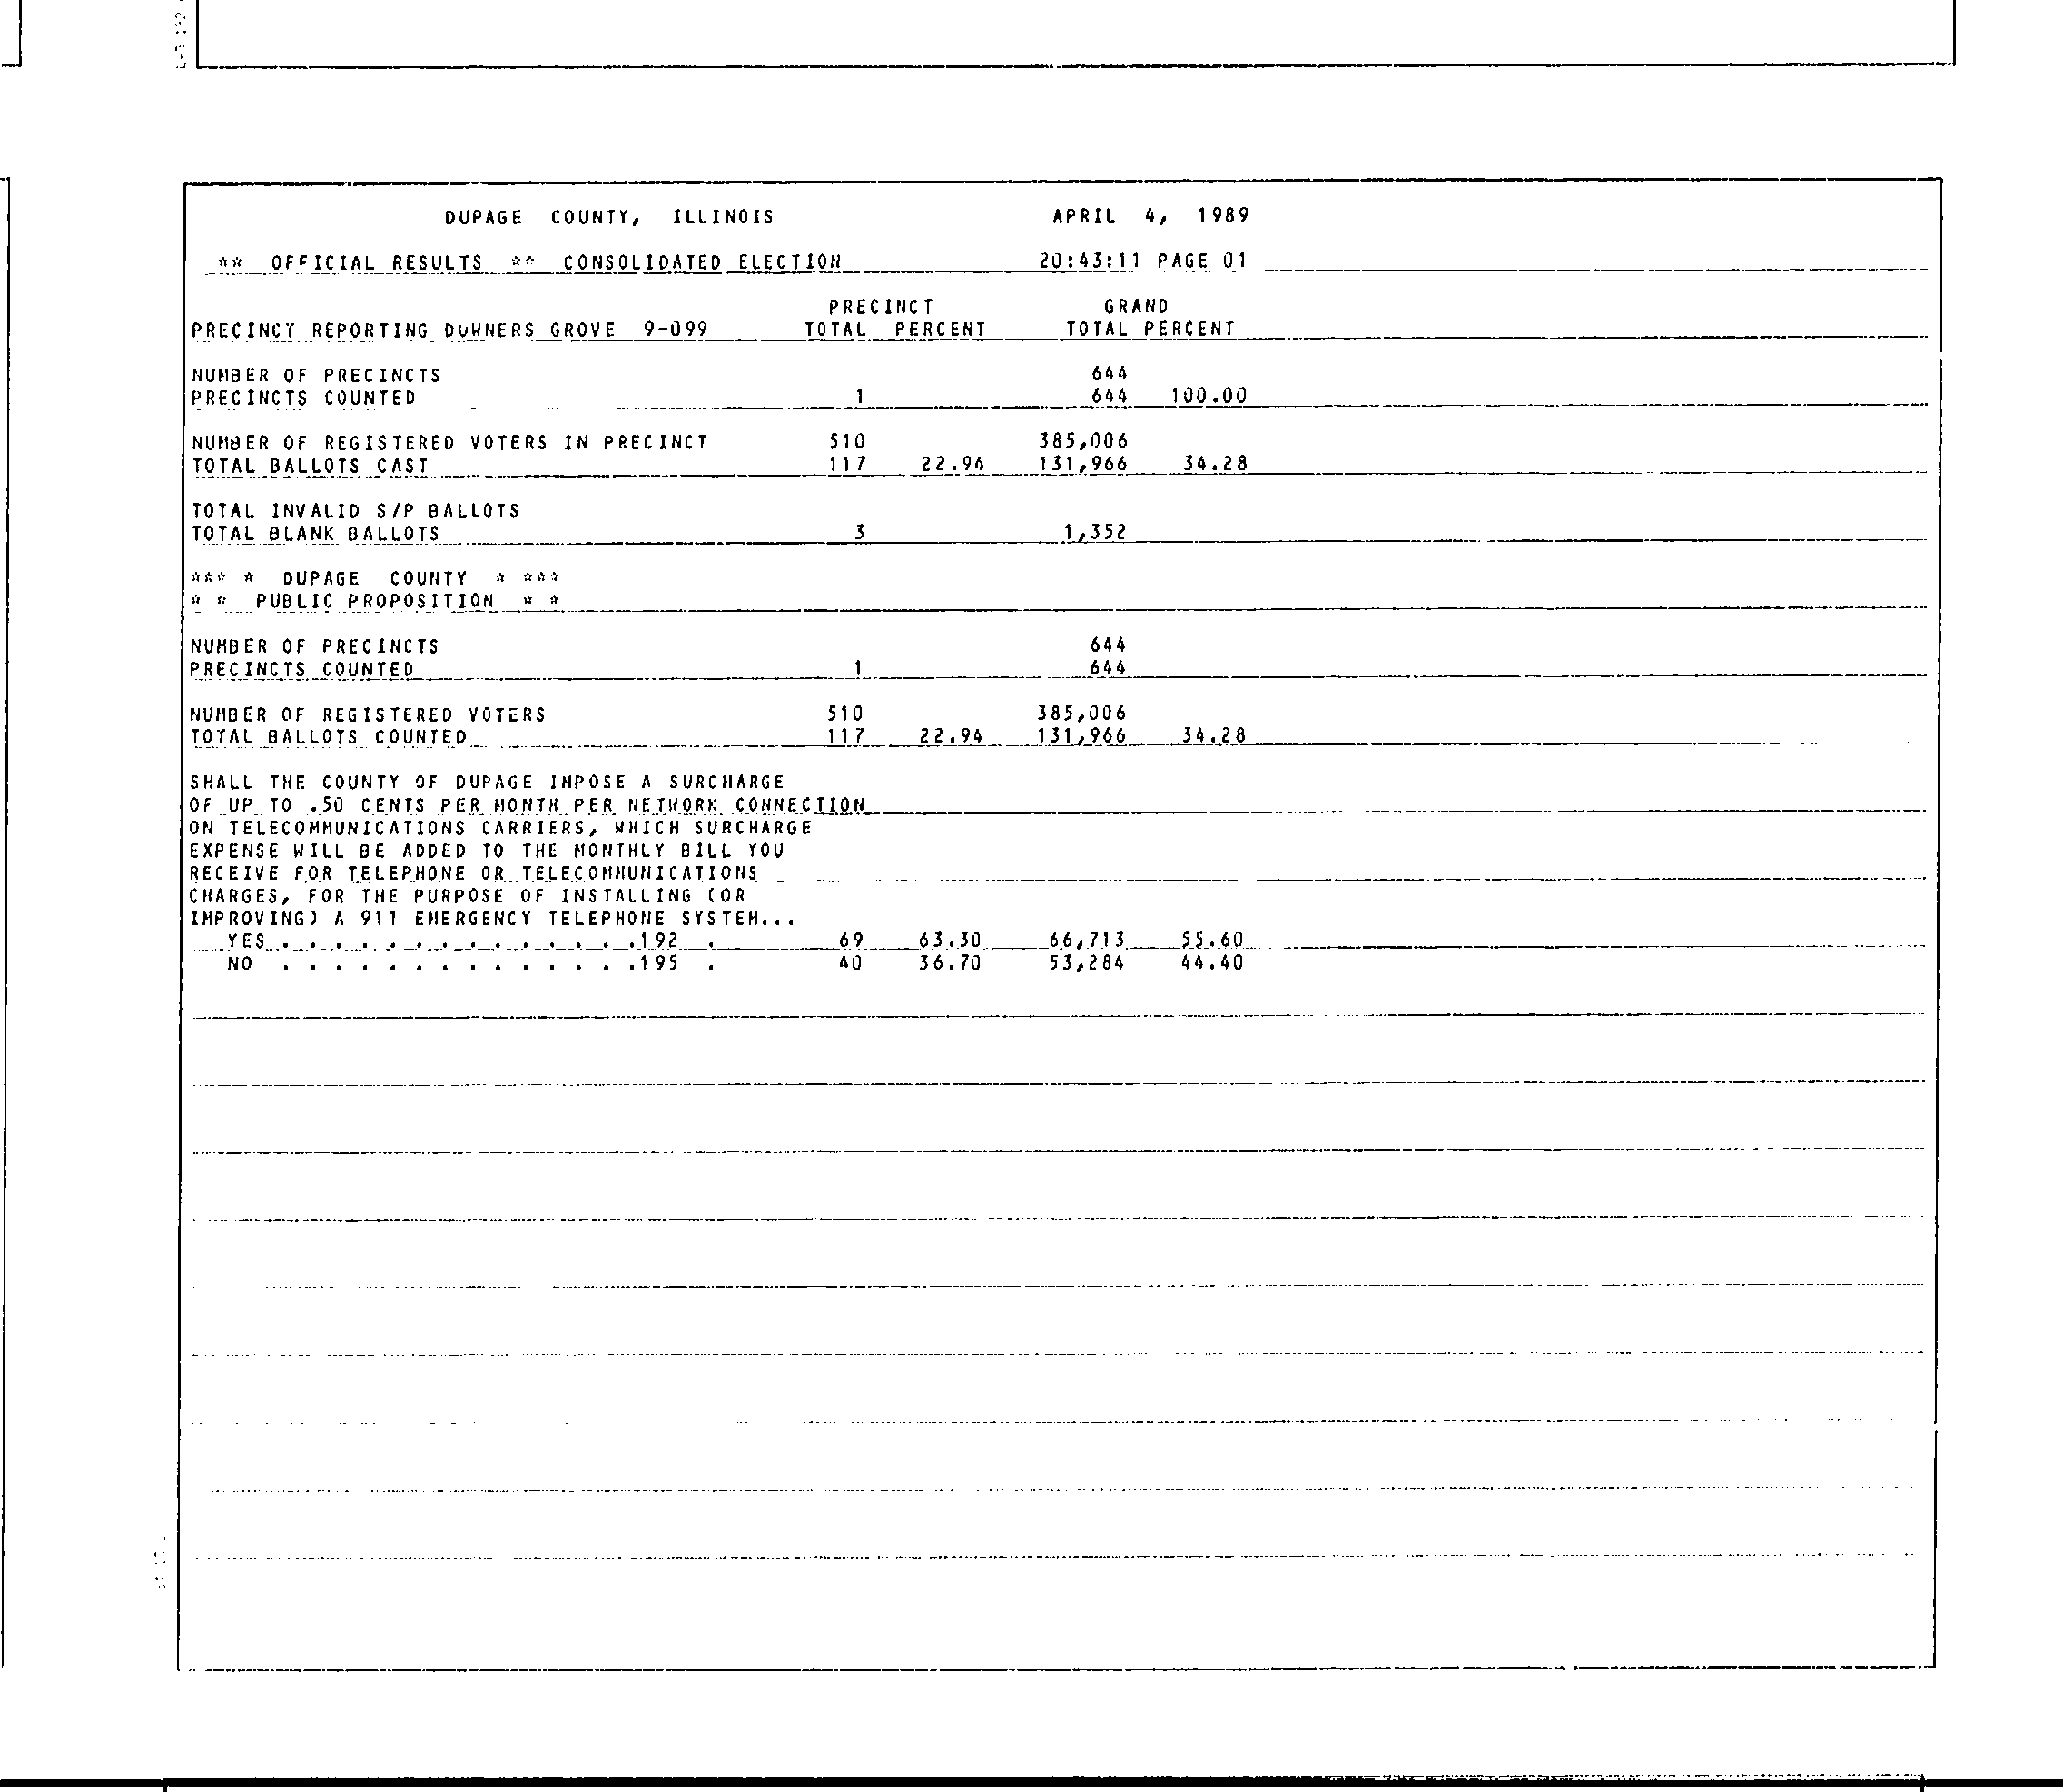 DUPAGE COUNTY, ILLINOIS APRIL 4, 1989
** OFFICIAL RESULTS ** CONSOLIDATED ELECTION 20:43:11 PAGE 01
PRECINCT GRAND
PRECINCT REPORTING DOWNERS GROVE 9-099 TOTAL PERCENT TOTAL PERCENT
NUMBER OF PRECINCTS 644
PRECINCTS COUNTED 1 644 100.00
NUMBER OF REGISTERED VOTERS IN PRECINCT 510 385,006
TOTAL BALLOTS CAST 117 22.94 131,966 34.28
TOTAL INVALID S/P BALLOTS
TOTAL BLANK BALLOTS 3 1,352
*** * DUPAGE COUNTY * ***
* * PUBLIC PROPOSITION * *
NUMBER OF PRECINCTS 644
PRECINCTS COUNTED 1 644
NUMBER OF REGISTERED VOTERS 510 385,006
TOTAL BALLOTS COUNTED 117 22.94 131,966 34.28
SHALL THE COUNTY OF DUPAGE IMPOSE A SURCHARGE
OF UP TO .50 CENTS PER MONTH PER NETWORK CONNECTION
ON TELECOMMUNICATIONS CARRIERS, WHICH SURCHARGE
EXPENSE WILL BE ADDED TO THE MONTHLY BILL YOU
RECEIVE FOR TELEPHONE OR TELECOMMUNICATIONS
CHARGES, FOR THE PURPOSE OF INSTALLING (OR
IMPROVING) A 911 EMERGENCY TELEPHONE SYSTEM...
YES . . . . . . . . . . . . . .192 . 69 63.30 66,713 55.60
NO . . . . . . . . . . . . . .195 . 40 36.70 53,284 44.40